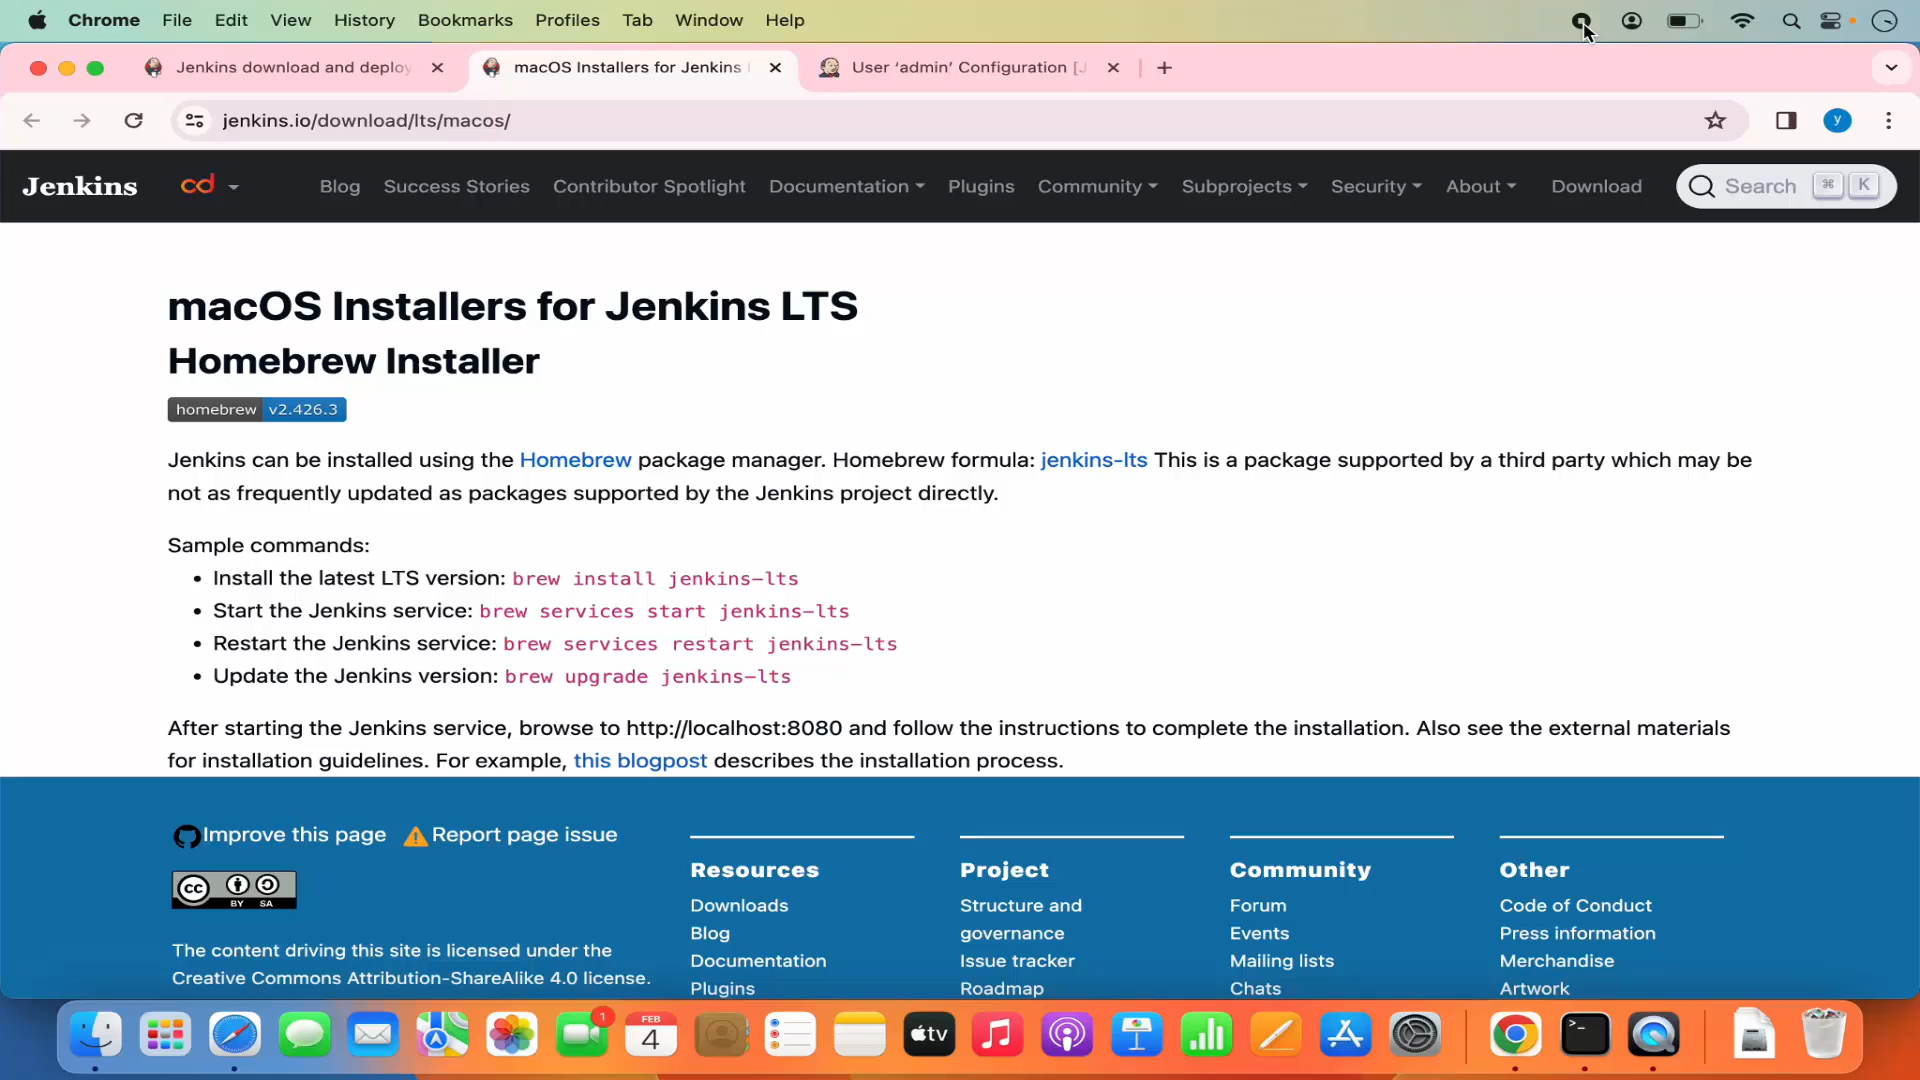 Chrome File Edit View History Bookmarks Profiles Tab Window Help
Jenkins download and deploy macOS Installers for Jenkins User ‘admin’ Configuration [J
jenkins.io/download/lts/macos/ y
Jenkins cd Blog Success Stories Contributor Spotlight Documentation Plugins Community Subprojects Security About Download Search ⌘ K
macOS Installers for Jenkins LTS
Homebrew Installer
homebrew v2.426.3
Jenkins can be installed using the Homebrew package manager. Homebrew formula: jenkins-lts This is a package supported by a third party which may be
not as frequently updated as packages supported by the Jenkins project directly.
Sample commands:
• Install the latest LTS version: brew install jenkins-lts
• Start the Jenkins service: brew services start jenkins-lts
• Restart the Jenkins service: brew services restart jenkins-lts
• Update the Jenkins version: brew upgrade jenkins-lts
After starting the Jenkins service, browse to http://localhost:8080 and follow the instructions to complete the installation. Also see the external materials
for installation guidelines. For example, this blogpost describes the installation process.
Improve this page Report page issue
cc BY SA
The content driving this site is licensed under the
Creative Commons Attribution-ShareAlike 4.0 license.
Resources
Downloads
Blog
Documentation
Plugins
Project
Structure and
governance
Issue tracker
Roadmap
Community
Forum
Events
Mailing lists
Chats
Other
Code of Conduct
Press information
Merchandise
Artwork
1
FEB
4
tv
>_